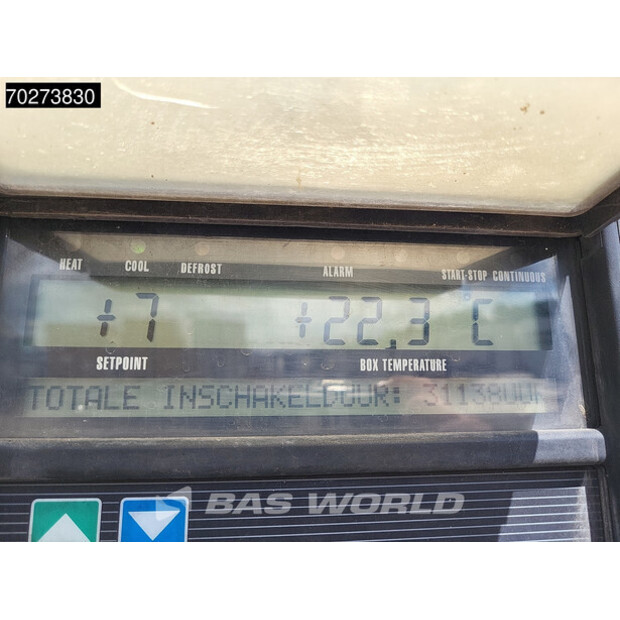 70273830
HEAT COOL DEFROST ALARM START-STOP CONTINUOUS
+7 +22,3 °C
SETPOINT BOX TEMPERATURE
TOTALE INSCHAKELDUUR: 31138UUR
BAS WORLD